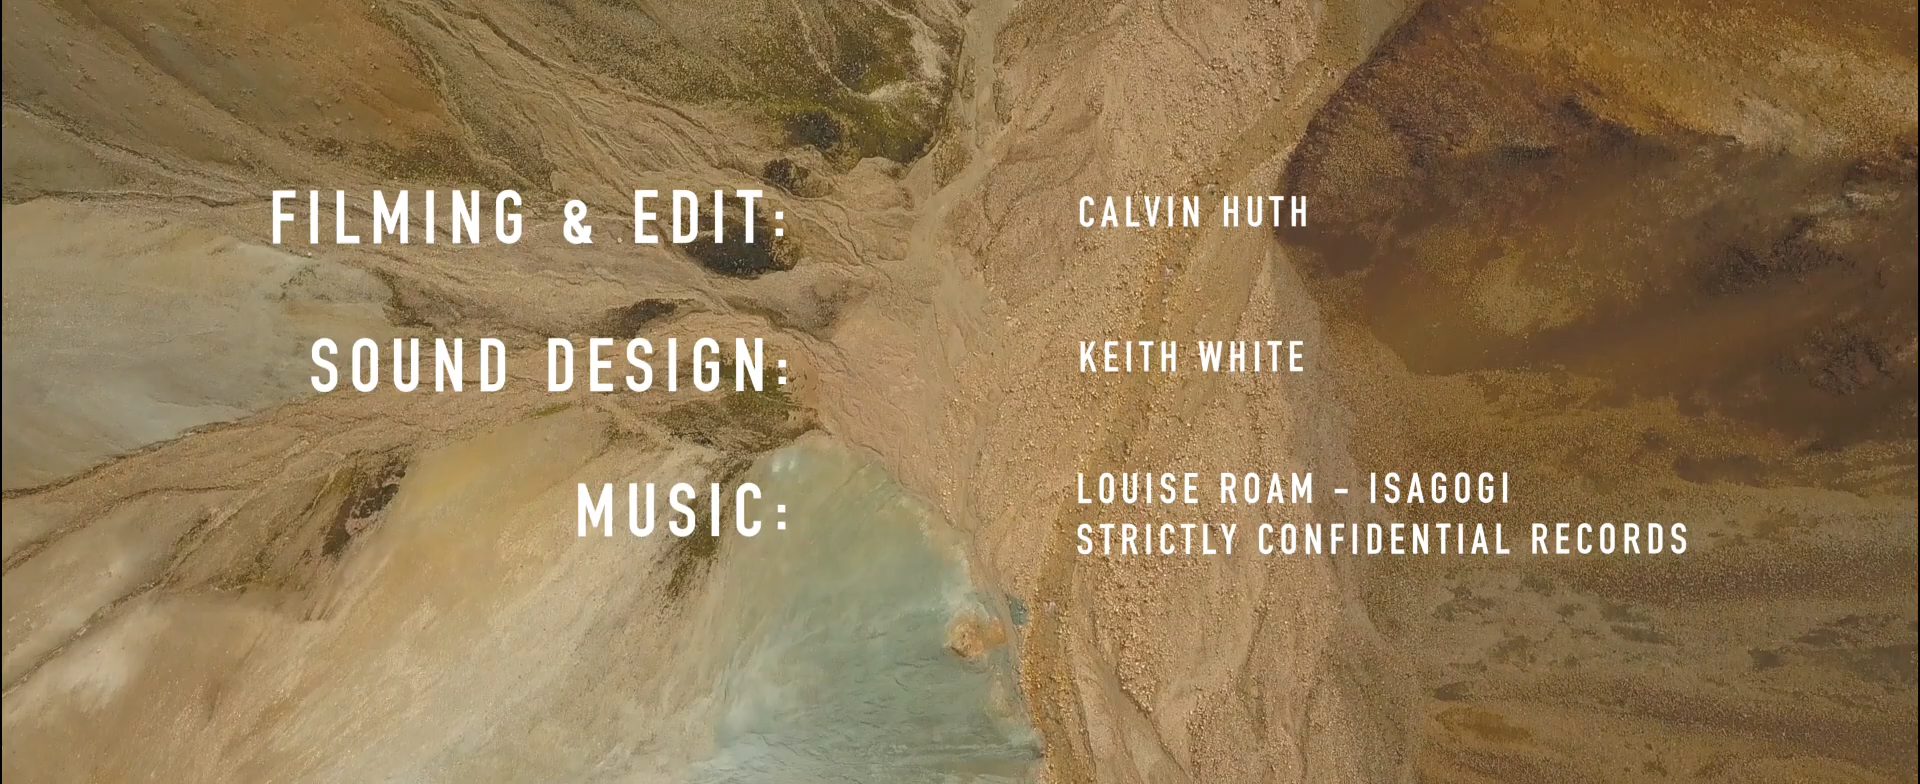 FILMING & EDIT: CALVIN HUTH
SOUND DESIGN: KEITH WHITE
MUSIC: LOUISE ROAM - ISAGOGI
STRICTLY CONFIDENTIAL RECORDS